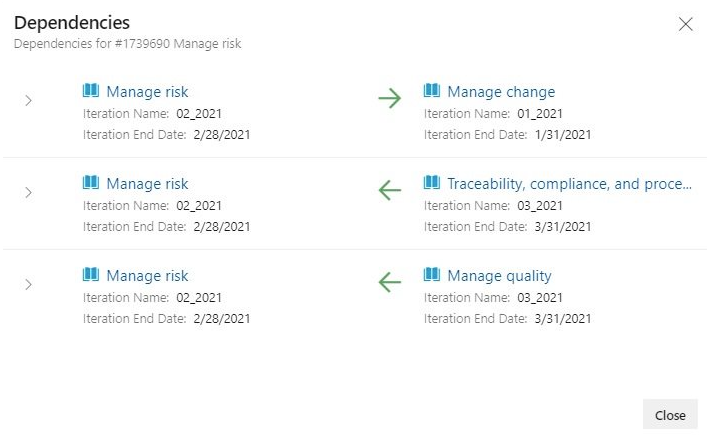 Dependencies
Dependencies for #1739690 Manage risk
Manage risk
Iteration Name: 02_2021
Iteration End Date: 2/28/2021
Manage change
Iteration Name: 01_2021
Iteration End Date: 1/31/2021
Manage risk
Iteration Name: 02_2021
Iteration End Date: 2/28/2021
Traceability, compliance, and proce...
Iteration Name: 03_2021
Iteration End Date: 3/31/2021
Manage risk
Iteration Name: 02_2021
Iteration End Date: 2/28/2021
Manage quality
Iteration Name: 03_2021
Iteration End Date: 3/31/2021
Close